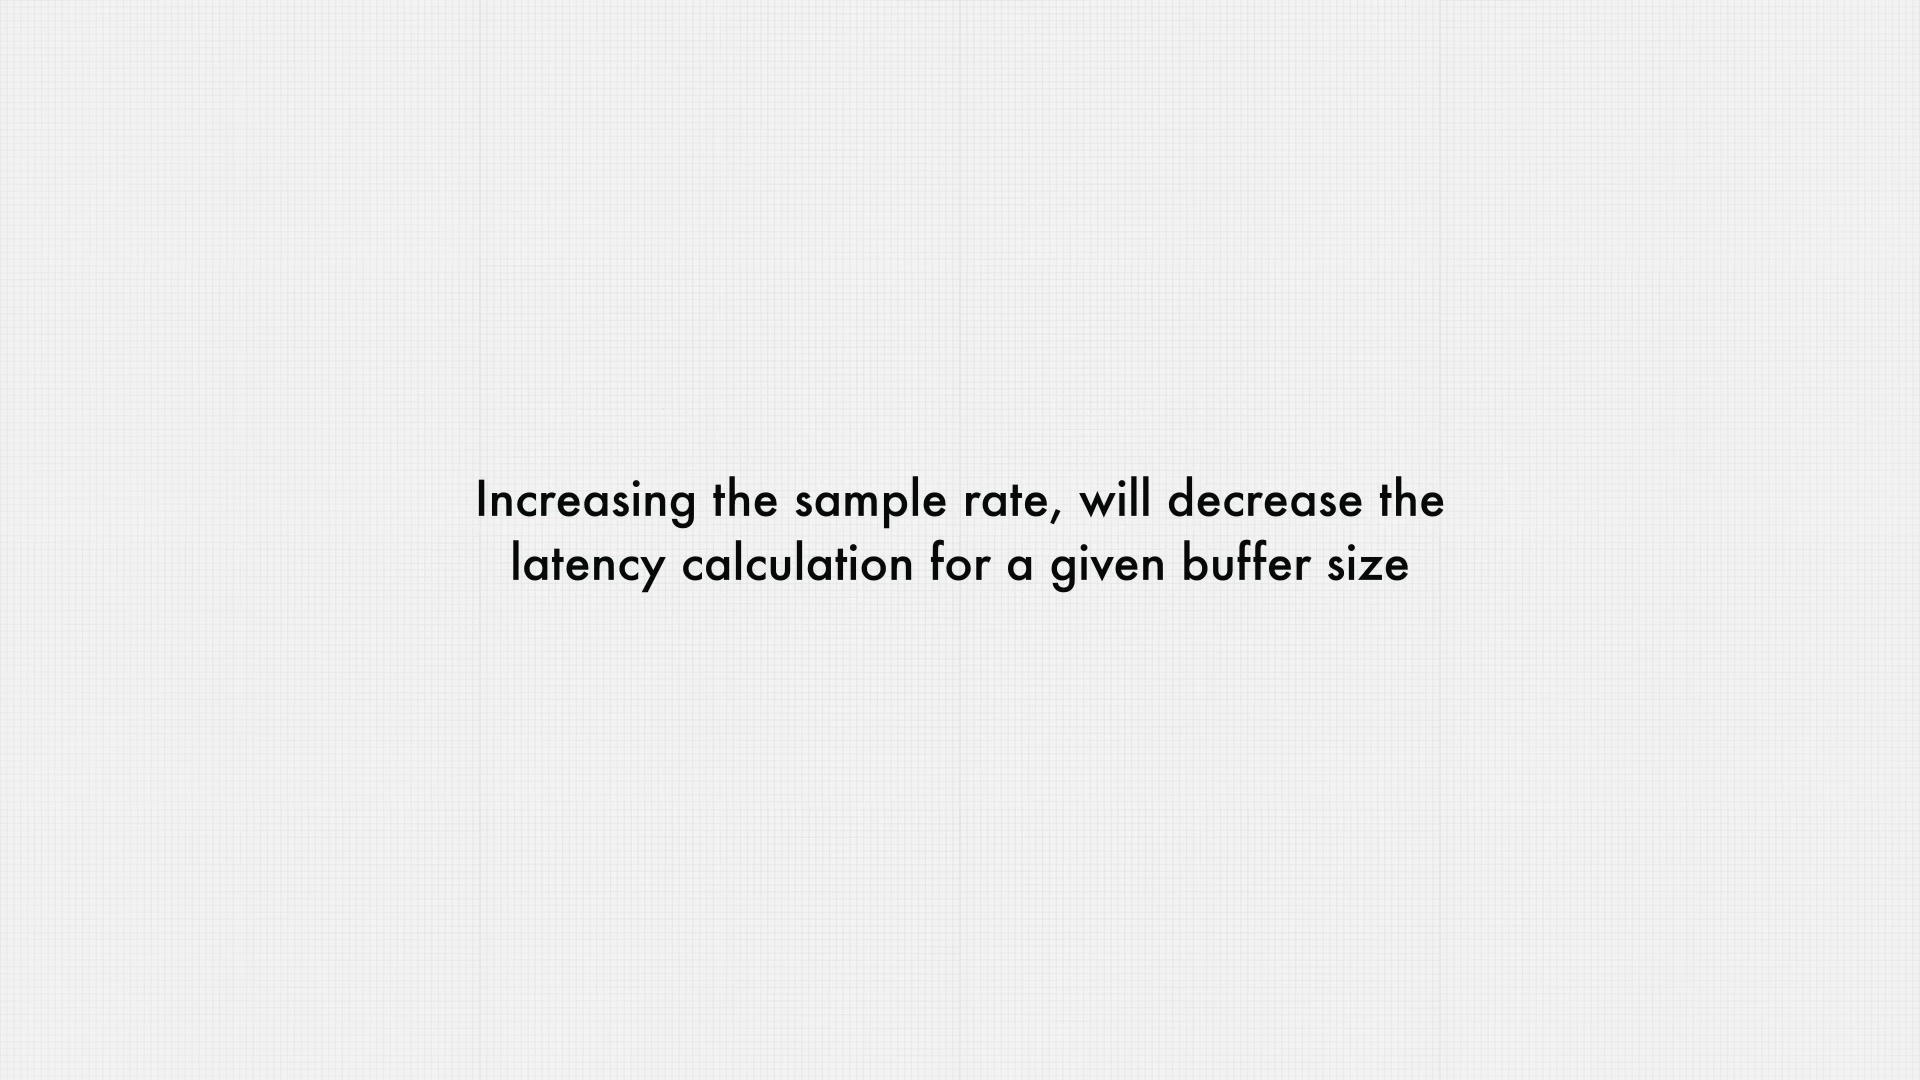 Increasing the sample rate, will decrease the
latency calculation for a given buffer size